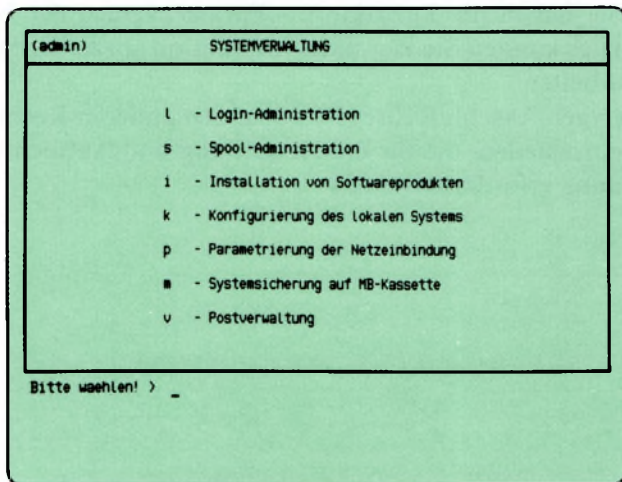 (admin) SYSTEMVERWALTUNG
l - Login-Administration
s - Spool-Administration
i - Installation von Softwareprodukten
k - Konfigurierung des lokalen Systems
p - Parametrierung der Netzeinbindung
m - Systemsicherung auf MB-Kassette
v - Postverwaltung
Bitte waehlen! > _